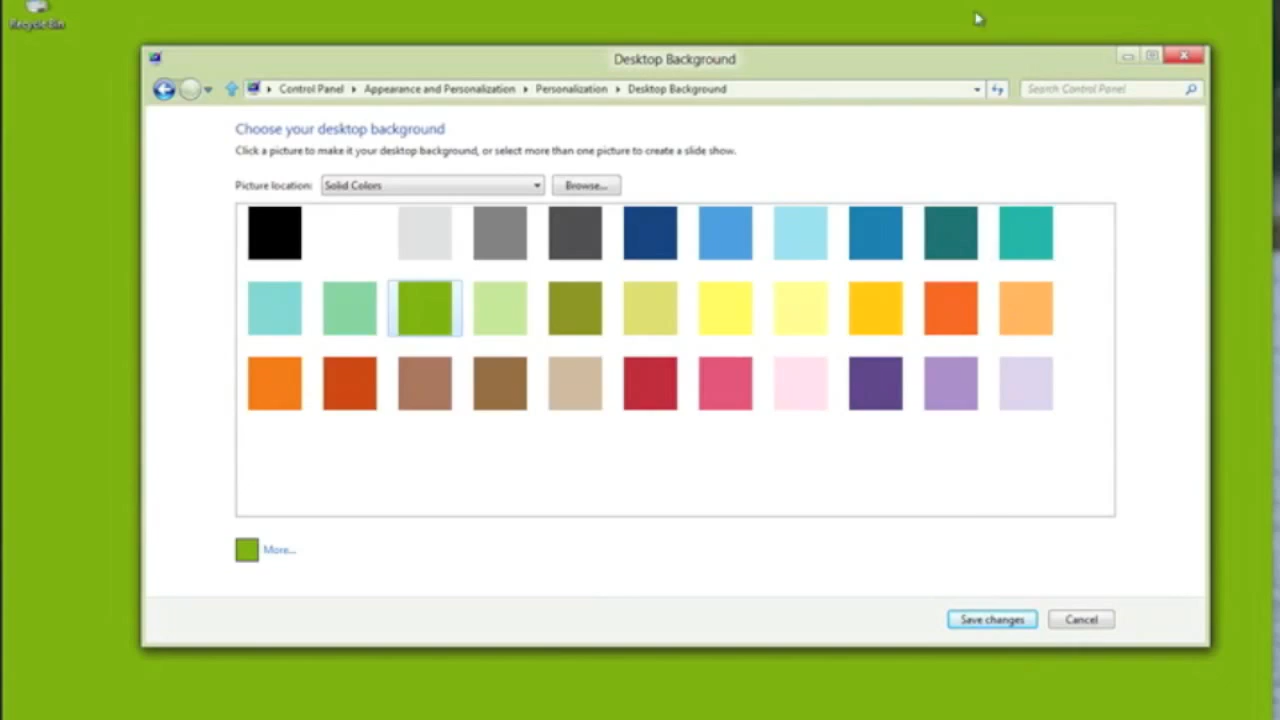 Recycle Bin
Desktop Background
Control Panel Appearance and Personalization Personalization Desktop Background Search Control Panel
Choose your desktop background
Click a picture to make it your desktop background, or select more than one picture to create a slide show.
Picture location: Solid Colors Browse...
More...
Save changes Cancel